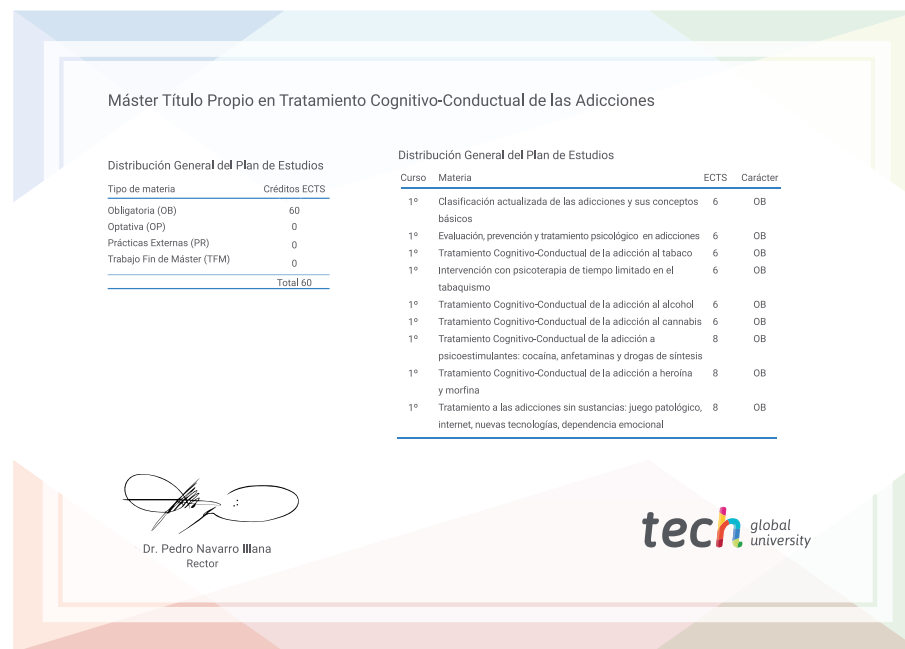 Máster Título Propio en Tratamiento Cognitivo-Conductual de las Adicciones
Distribución General del Plan de Estudios
Tipo de materia Créditos ECTS
Obligatoria (OB) 60
Optativa (OP) 0
Prácticas Externas (PR) 0
Trabajo Fin de Máster (TFM) 0
Total 60
Distribución General del Plan de Estudios
Curso Materia ECTS Carácter
1º Clasificación actualizada de las adicciones y sus conceptos 6 OB
básicos
1º Evaluación, prevención y tratamiento psicológico en adicciones 6 OB
1º Tratamiento Cognitivo-Conductual de la adicción al tabaco 6 OB
1º Intervención con psicoterapia de tiempo limitado en el 6 OB
tabaquismo
1º Tratamiento Cognitivo-Conductual de la adicción al alcohol 6 OB
1º Tratamiento Cognitivo-Conductual de la adicción al cannabis 6 OB
1º Tratamiento Cognitivo-Conductual de la adicción a 8 OB
psicoestimulantes: cocaína, anfetaminas y drogas de síntesis
1º Tratamiento Cognitivo-Conductual de la adicción a heroína 8 OB
y morfina
1º Tratamiento a las adicciones sin sustancias: juego patológico, 8 OB
internet, nuevas tecnologías, dependencia emocional
Dr. Pedro Navarro Illana
Rector
tech global
university